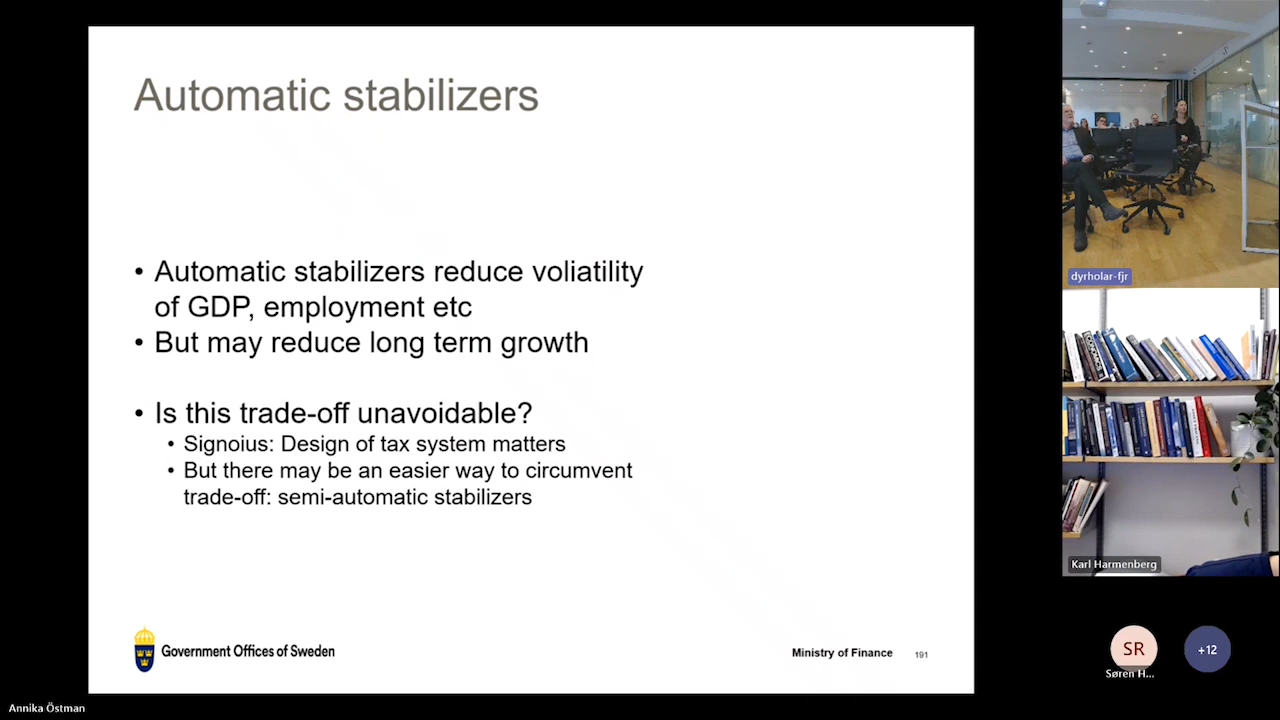 Automatic stabilizers
• Automatic stabilizers reduce voliatility
of GDP, employment etc
• But may reduce long term growth
• Is this trade-off unavoidable?
• Signoius: Design of tax system matters
• But there may be an easier way to circumvent
trade-off: semi-automatic stabilizers
Government Offices of Sweden
Ministry of Finance
191
Annika Östman
dyrholar-fjr
ECONOMICS
Karl Harmenberg
SR
Søren H...
+12